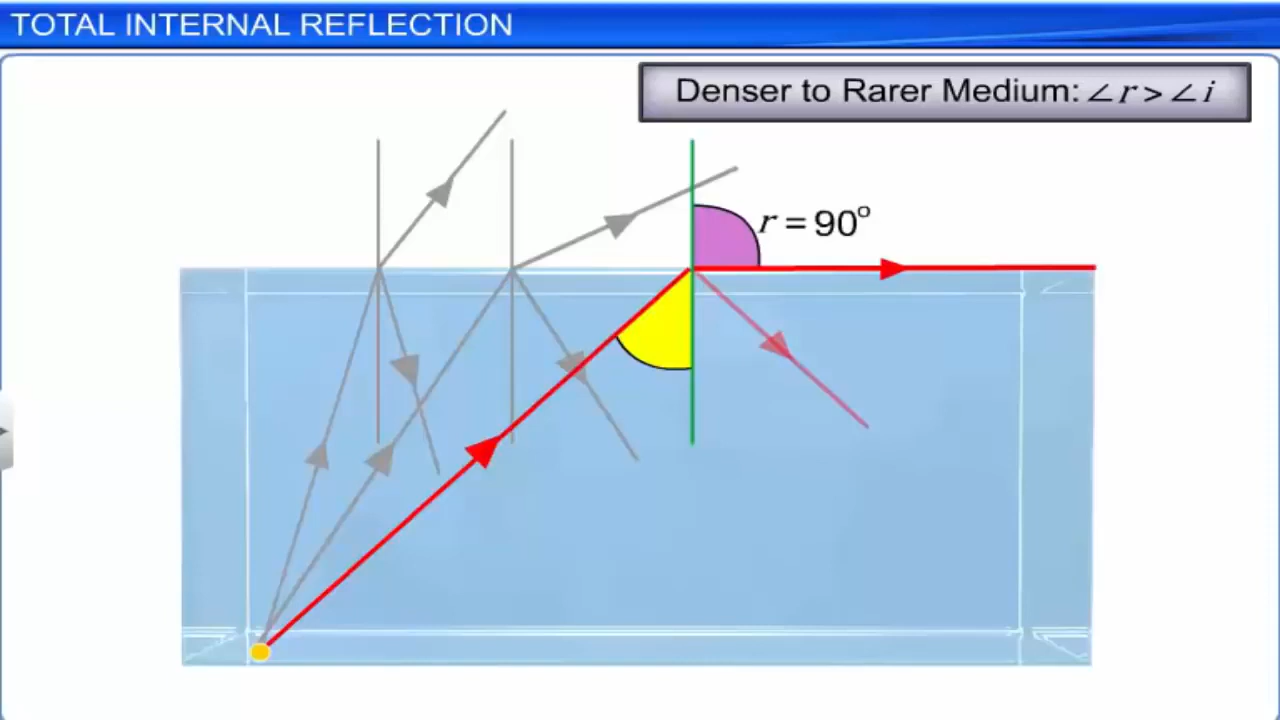 TOTAL INTERNAL REFLECTION
Denser to Rarer Medium: ∠r > ∠i
r = 90°